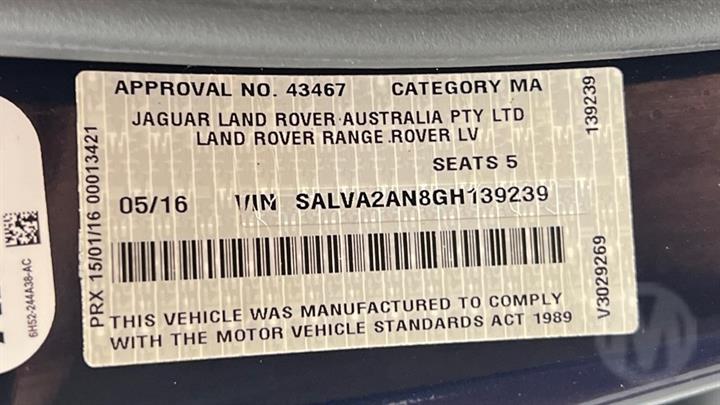 APPROVAL NO. 43467 CATEGORY MA
JAGUAR LAND ROVER AUSTRALIA PTY LTD
LAND ROVER RANGE ROVER LV
SEATS 5
05/16 VIN SALVA2AN8GH139239
THIS VEHICLE WAS MANUFACTURED TO COMPLY
WITH THE MOTOR VEHICLE STANDARDS ACT 1989
PRX 15/01/16 00013421
139239
V3029269
6H52-244A38-AC